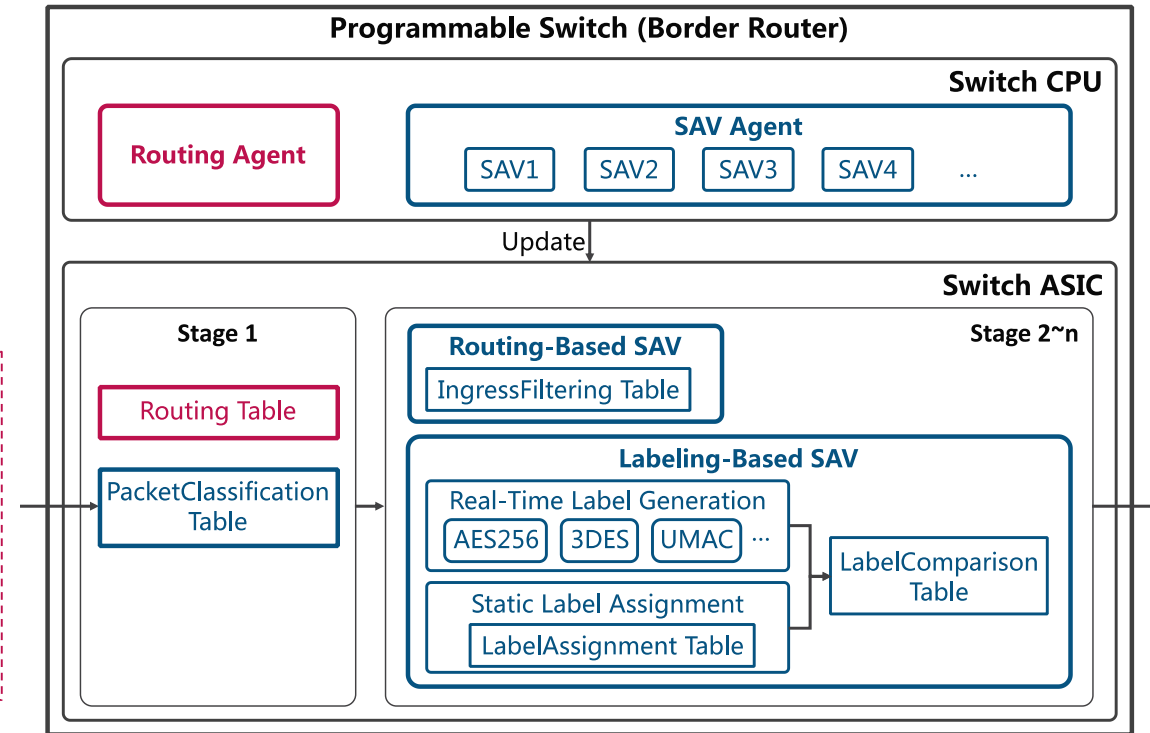 Programmable Switch (Border Router)
Switch CPU
Routing Agent
SAV Agent
SAV1 SAV2 SAV3 SAV4 ...
Update
Switch ASIC
Stage 1
Routing Table
PacketClassification
Table
Stage 2~n
Routing-Based SAV
IngressFiltering Table
Labeling-Based SAV
Real-Time Label Generation
AES256 3DES UMAC ...
Static Label Assignment
LabelAssignment Table
LabelComparison
Table